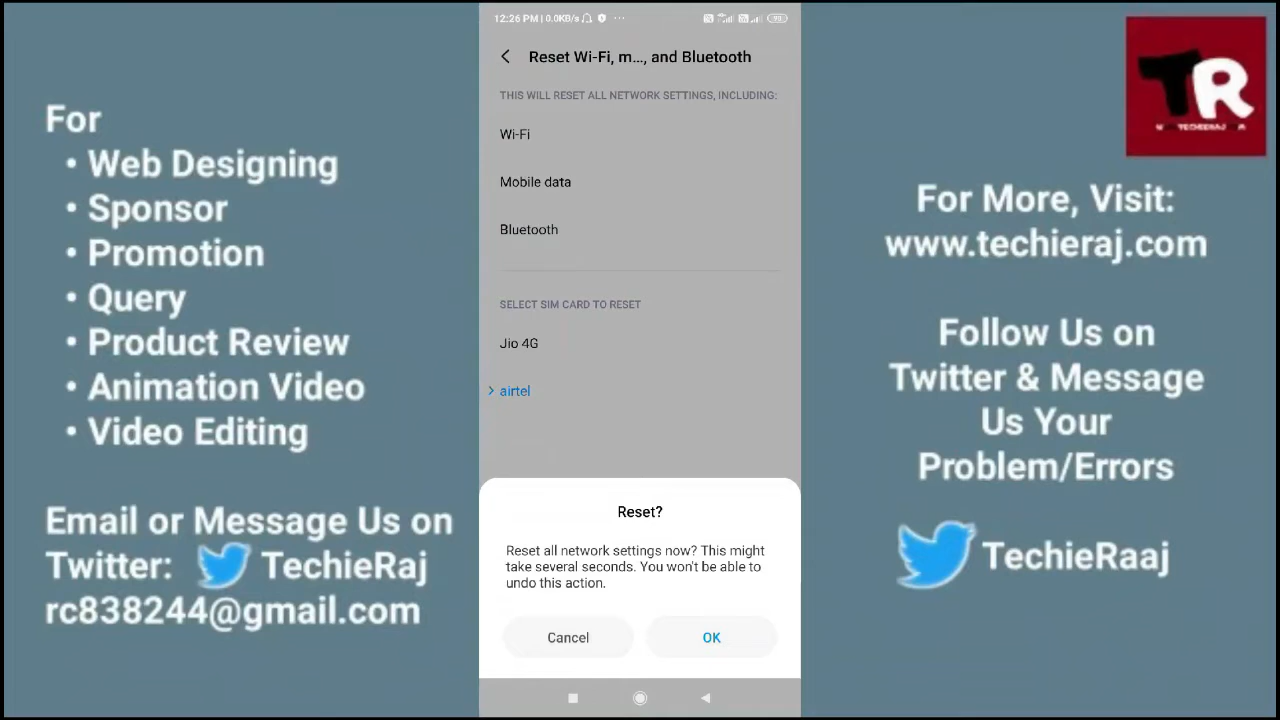 For
• Web Designing
• Sponsor
• Promotion
• Query
• Product Review
• Animation Video
• Video Editing
Email or Message Us on
Twitter: TechieRaj
rc838244@gmail.com
12:26 PM | 0.0KB/s ...
93
Reset Wi-Fi, m..., and Bluetooth
THIS WILL RESET ALL NETWORK SETTINGS, INCLUDING:
Wi-Fi
Mobile data
Bluetooth
SELECT SIM CARD TO RESET
Jio 4G
airtel
Reset?
Reset all network settings now? This might
take several seconds. You won't be able to
undo this action.
Cancel OK
TR
For More, Visit:
www.techieraj.com
Follow Us on
Twitter & Message
Us Your
Problem/Errors
TechieRaaj